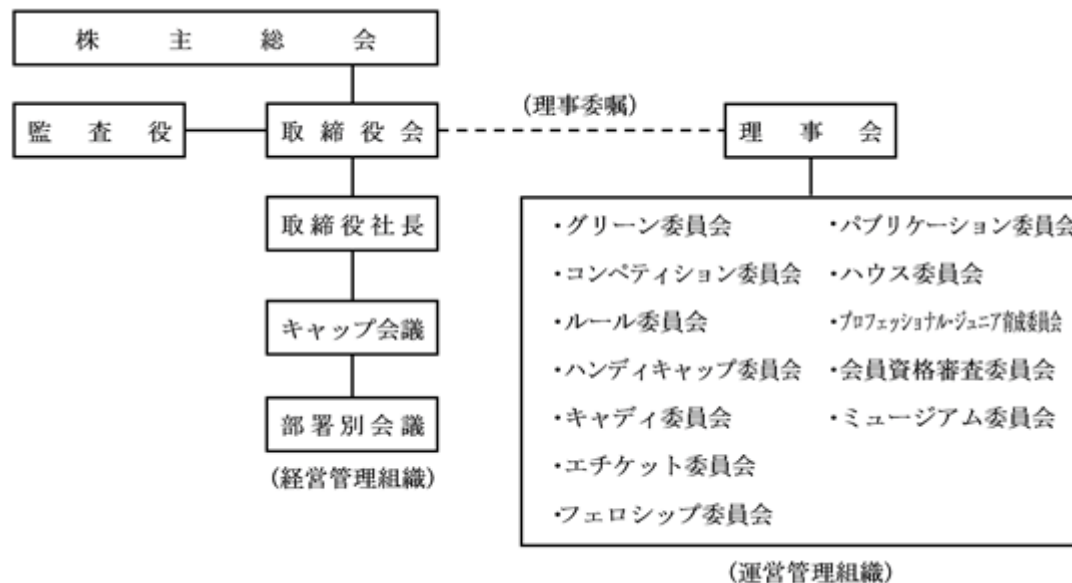 株主総会
監査役
取締役会
(理事委嘱)
理事会
取締役社長
キャップ会議
部署別会議
(経営管理組織)
・グリーン委員会
・コンペティション委員会
・ルール委員会
・ハンディキャップ委員会
・キャディ委員会
・エチケット委員会
・フェロシップ委員会
・パブリケーション委員会
・ハウス委員会
・プロフェッショナル・ジュニア育成委員会
・会員資格審査委員会
・ミュージアム委員会
(運営管理組織)